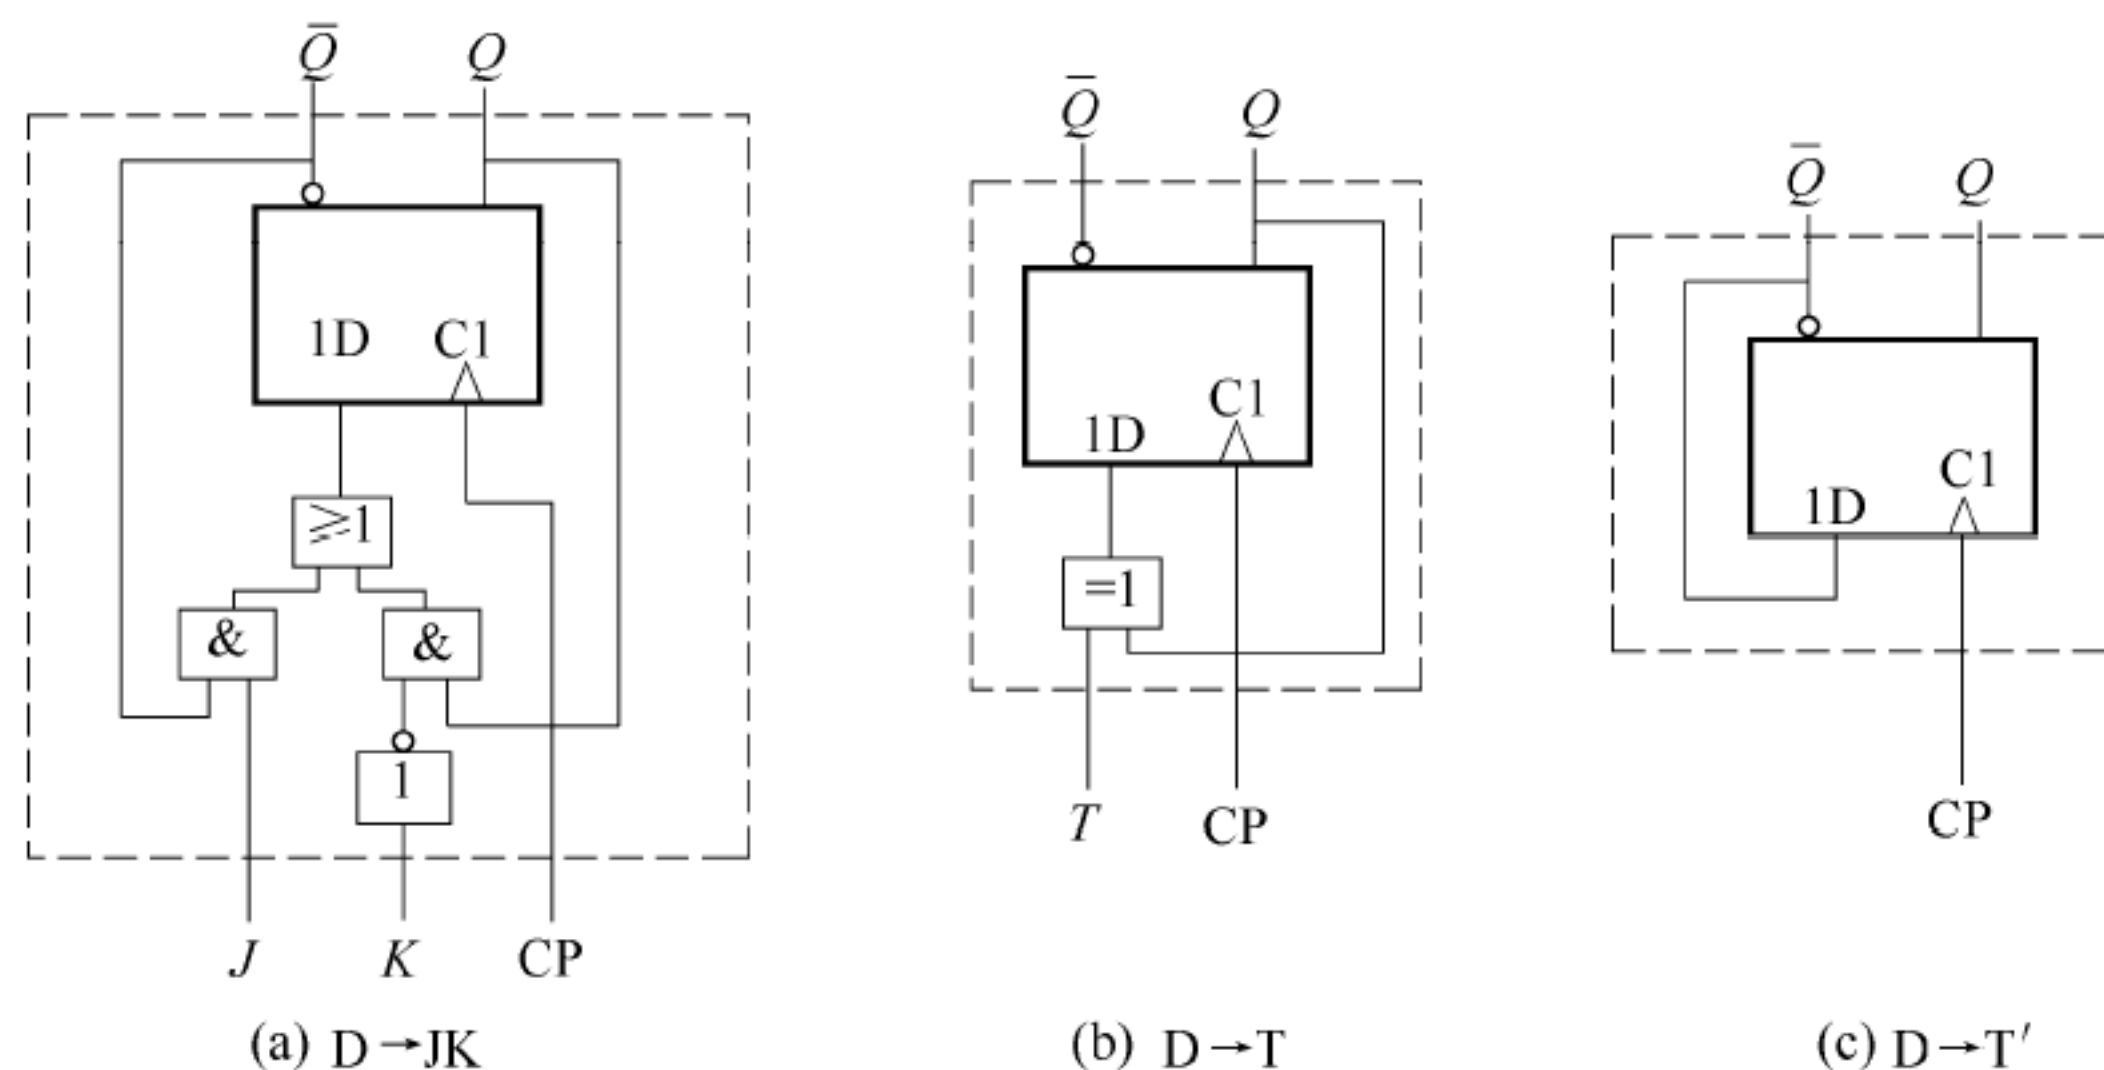 Q̅ Q
Q̅ Q
Q̅ Q
1D C1
1D C1
1D C1
≥1
=1
& &
1
T CP
CP
J K CP
(a) D→JK
(b) D→T
(c) D→T′